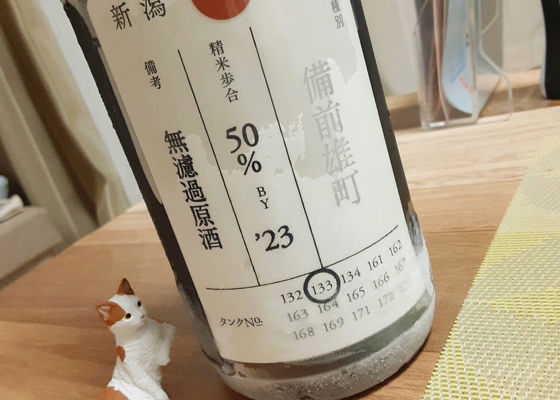 新潟
種別
備前雄町
精米歩合
50
%
BY
'23
備考
無濾過原酒
タンクNo.
132 133 134 161 162
163 164 165 166 167
168 169 171 172